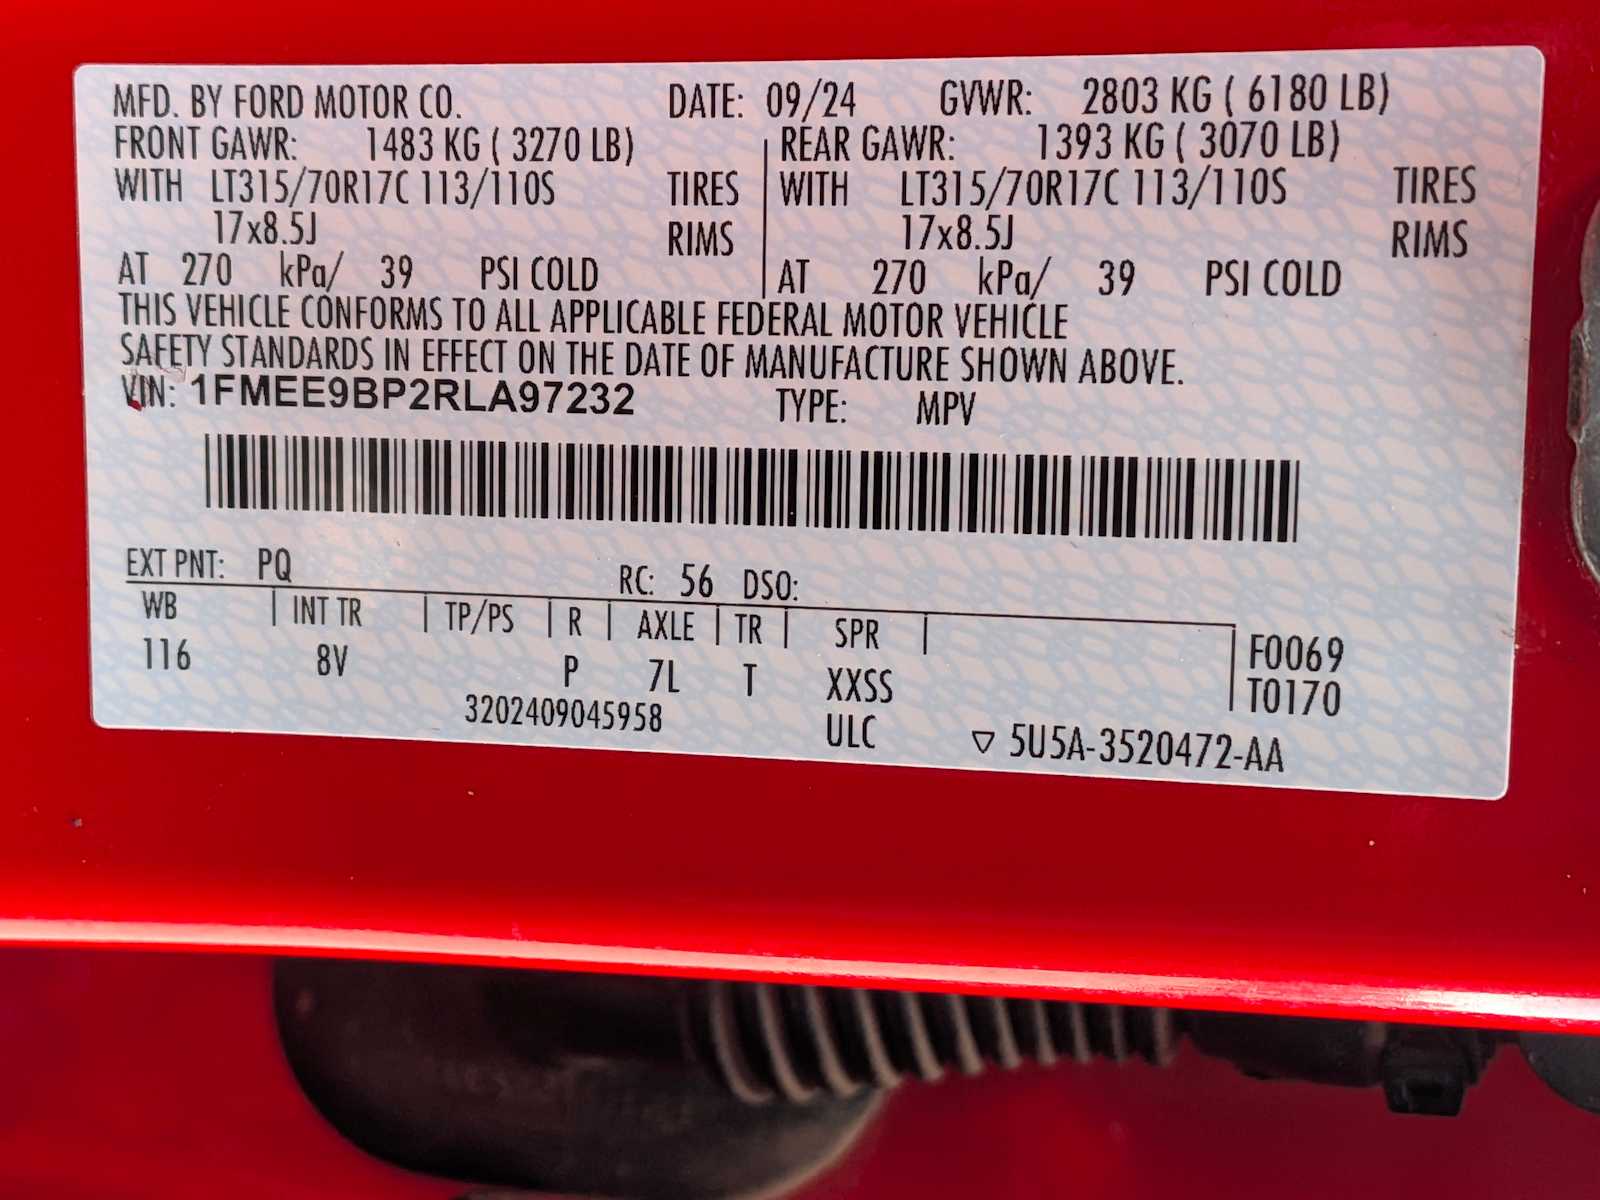 MFD. BY FORD MOTOR CO. DATE: 09/24 GVWR: 2803 KG ( 6180 LB)
FRONT GAWR: 1483 KG ( 3270 LB) REAR GAWR: 1393 KG ( 3070 LB)
WITH LT315/70R17C 113/110S TIRES WITH LT315/70R17C 113/110S TIRES
17x8.5J RIMS 17x8.5J RIMS
AT 270 kPa/ 39 PSI COLD AT 270 kPa/ 39 PSI COLD
THIS VEHICLE CONFORMS TO ALL APPLICABLE FEDERAL MOTOR VEHICLE
SAFETY STANDARDS IN EFFECT ON THE DATE OF MANUFACTURE SHOWN ABOVE.
VIN: 1FMEE9BP2RLA97232 TYPE: MPV
EXT PNT: PQ RC: 56 DSO:
WB | INT TR | TP/PS | R | AXLE | TR | SPR |
116 8V P 7L T XXSS
F0069
T0170
3202409045958 ULC ▽ 5U5A-3520472-AA